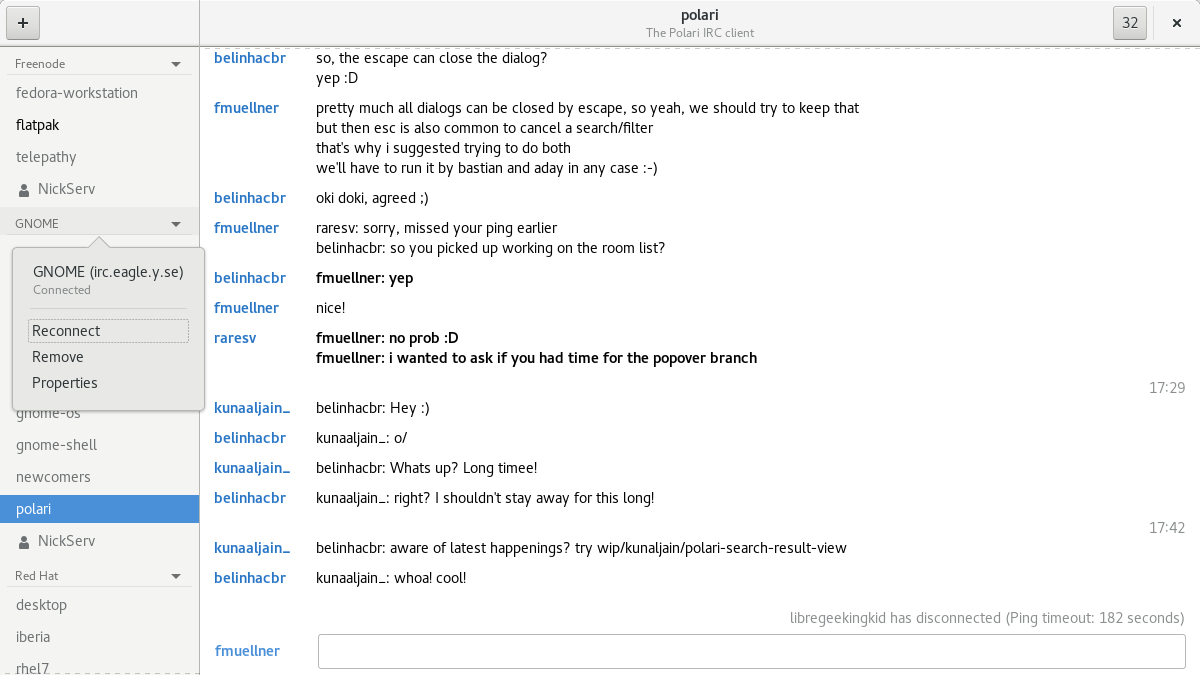 +
polari
The Polari IRC client
32
×
Freenode
fedora-workstation
flatpak
telepathy
NickServ
GNOME
GNOME (irc.eagle.y.se)
Connected
Reconnect
Remove
Properties
gnome-os
gnome-shell
newcomers
polari
NickServ
Red Hat
desktop
iberia
rhel7
belinhacbr so, the escape can close the dialog?
yep :D
fmuellner pretty much all dialogs can be closed by escape, so yeah, we should try to keep that
but then esc is also common to cancel a search/filter
that's why i suggested trying to do both
we'll have to run it by bastian and aday in any case :-)
belinhacbr oki doki, agreed ;)
fmuellner raresv: sorry, missed your ping earlier
belinhacbr: so you picked up working on the room list?
belinhacbr fmuellner: yep
fmuellner nice!
raresv fmuellner: no prob :D
fmuellner: i wanted to ask if you had time for the popover branch
17:29
kunaaljain_ belinhacbr: Hey :)
belinhacbr kunaaljain_: o/
kunaaljain_ belinhacbr: Whats up? Long timee!
belinhacbr kunaaljain_: right? I shouldn't stay away for this long!
17:42
kunaaljain_ belinhacbr: aware of latest happenings? try wip/kunaljain/polari-search-result-view
belinhacbr kunaaljain_: whoa! cool!
libregeekingkid has disconnected (Ping timeout: 182 seconds)
fmuellner